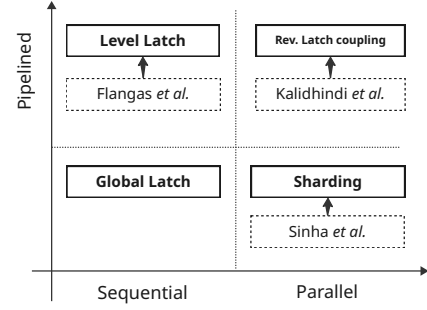 Pipelined
Level Latch
Rev. Latch coupling
Flangas et al.
Kalidhindi et al.
Global Latch
Sharding
Sinha et al.
Sequential
Parallel